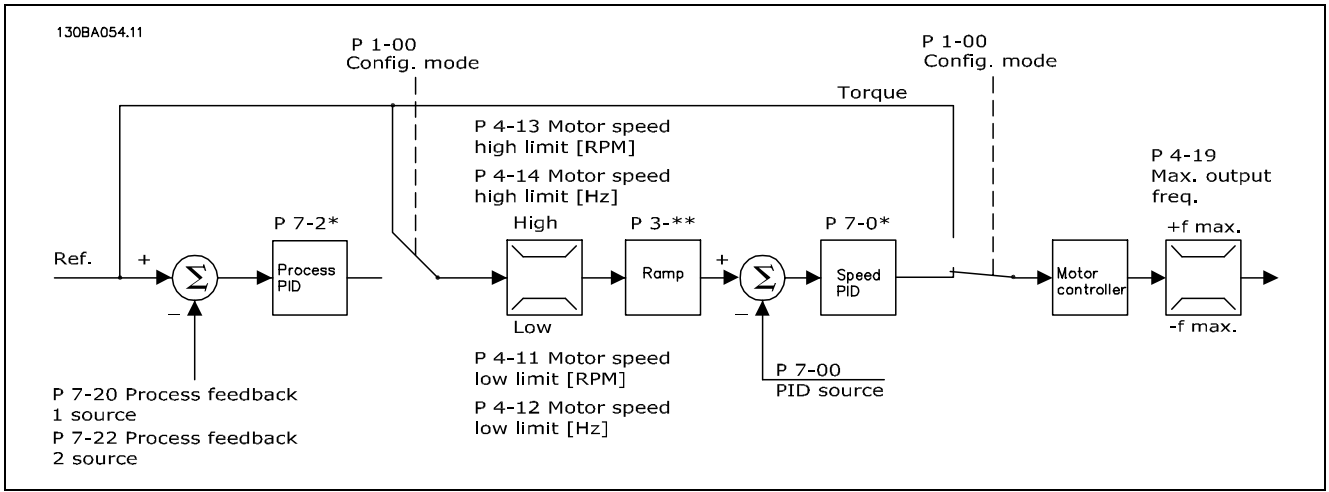 130BA054.11
P 1-00
Config. mode
P 1-00
Config. mode
Torque
P 4-13 Motor speed
high limit [RPM]
P 4-14 Motor speed
high limit [Hz]
P 4-19
Max. output
freq.
P 7-2*
High
P 3-**
P 7-0*
+f max.
Ref.
+
Σ
Process
PID
Ramp
+
Σ
Speed
PID
Motor
controller
_
_
Low
-f max.
P 4-11 Motor speed
low limit [RPM]
P 4-12 Motor speed
low limit [Hz]
P 7-00
PID source
P 7-20 Process feedback
1 source
P 7-22 Process feedback
2 source